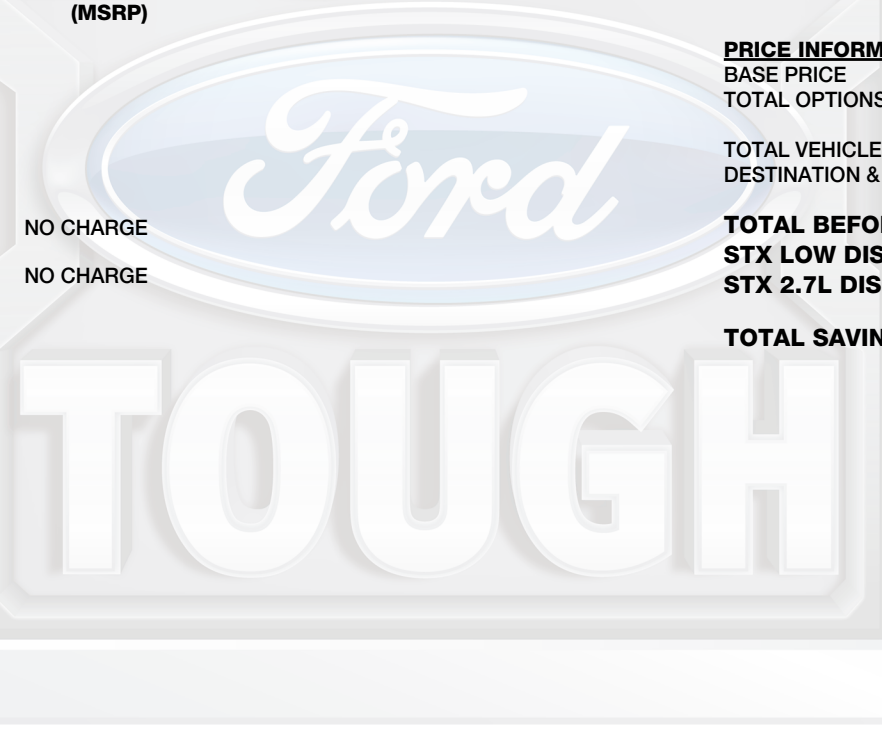 (MSRP)
NO CHARGE
NO CHARGE
PRICE INFORM
BASE PRICE
TOTAL OPTIONS
TOTAL VEHICLE
DESTINATION &
TOTAL BEFO
STX LOW DIS
STX 2.7L DIS
TOTAL SAVIN
Ford
TOUGH